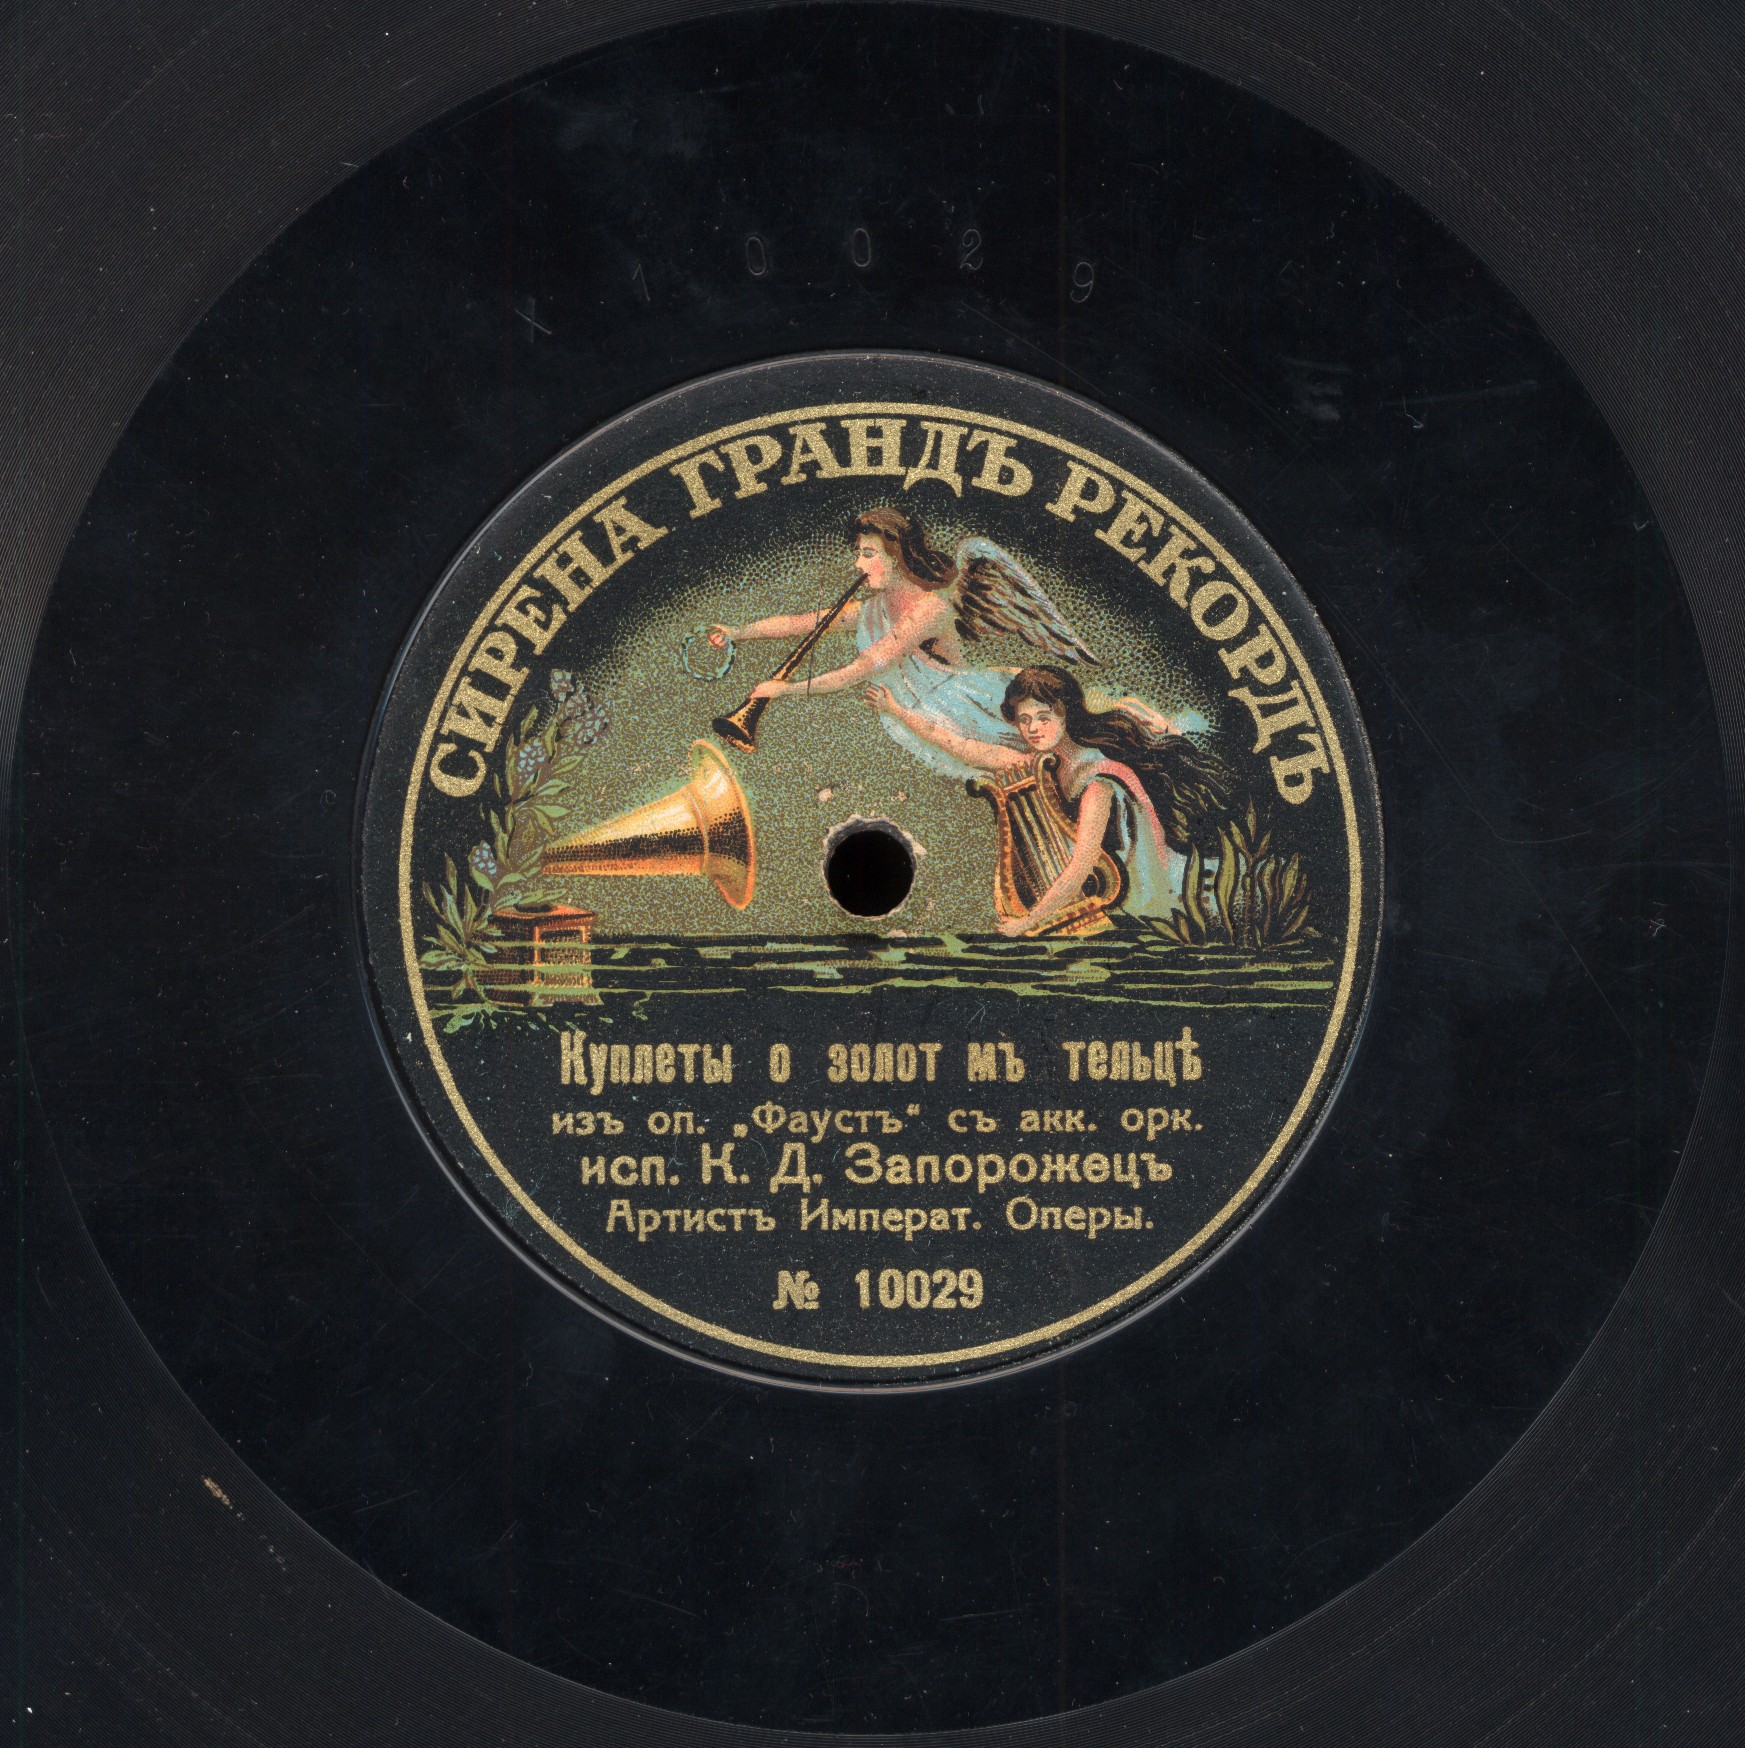 X 10029
СИРЕНА ГРАНДЪ РЕКОРДЪ
Куплеты о золот мъ тельцѣ
изъ оп. „Фаустъ“ съ акк. орк.
исп. К. Д. Запорожецъ
Артистъ Императ. Оперы.
№ 10029